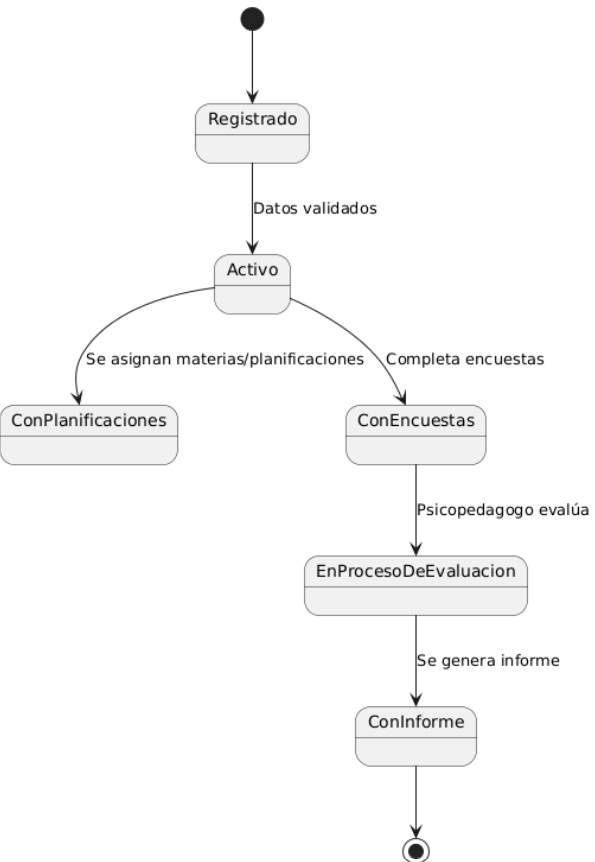 Registrado
Datos validados
Activo
Se asignan materias/planificaciones
Completa encuestas
ConPlanificaciones
ConEncuestas
Psicopedagogo evalúa
EnProcesoDeEvaluacion
Se genera informe
ConInforme